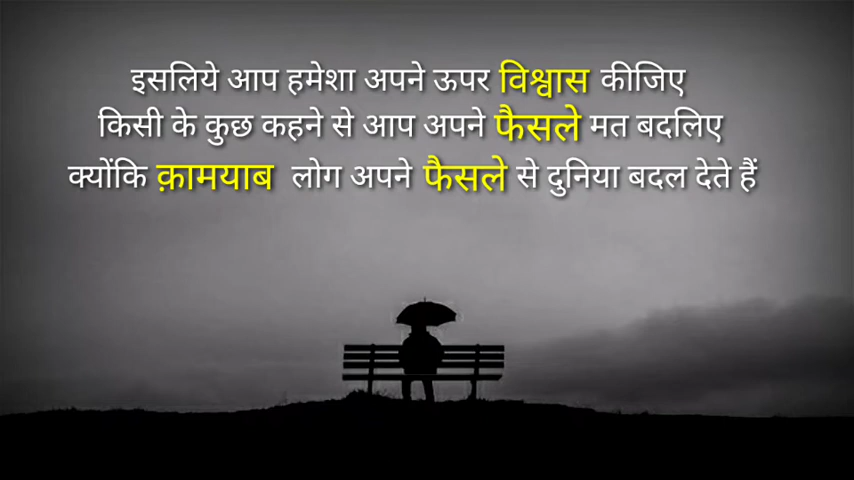 इसलिये आप हमेशा अपने ऊपर विश्वास कीजिए
किसी के कुछ कहने से आप अपने फैसले मत बदलिए
क्योंकि क़ामयाब लोग अपने फैसले से दुनिया बदल देते हैं